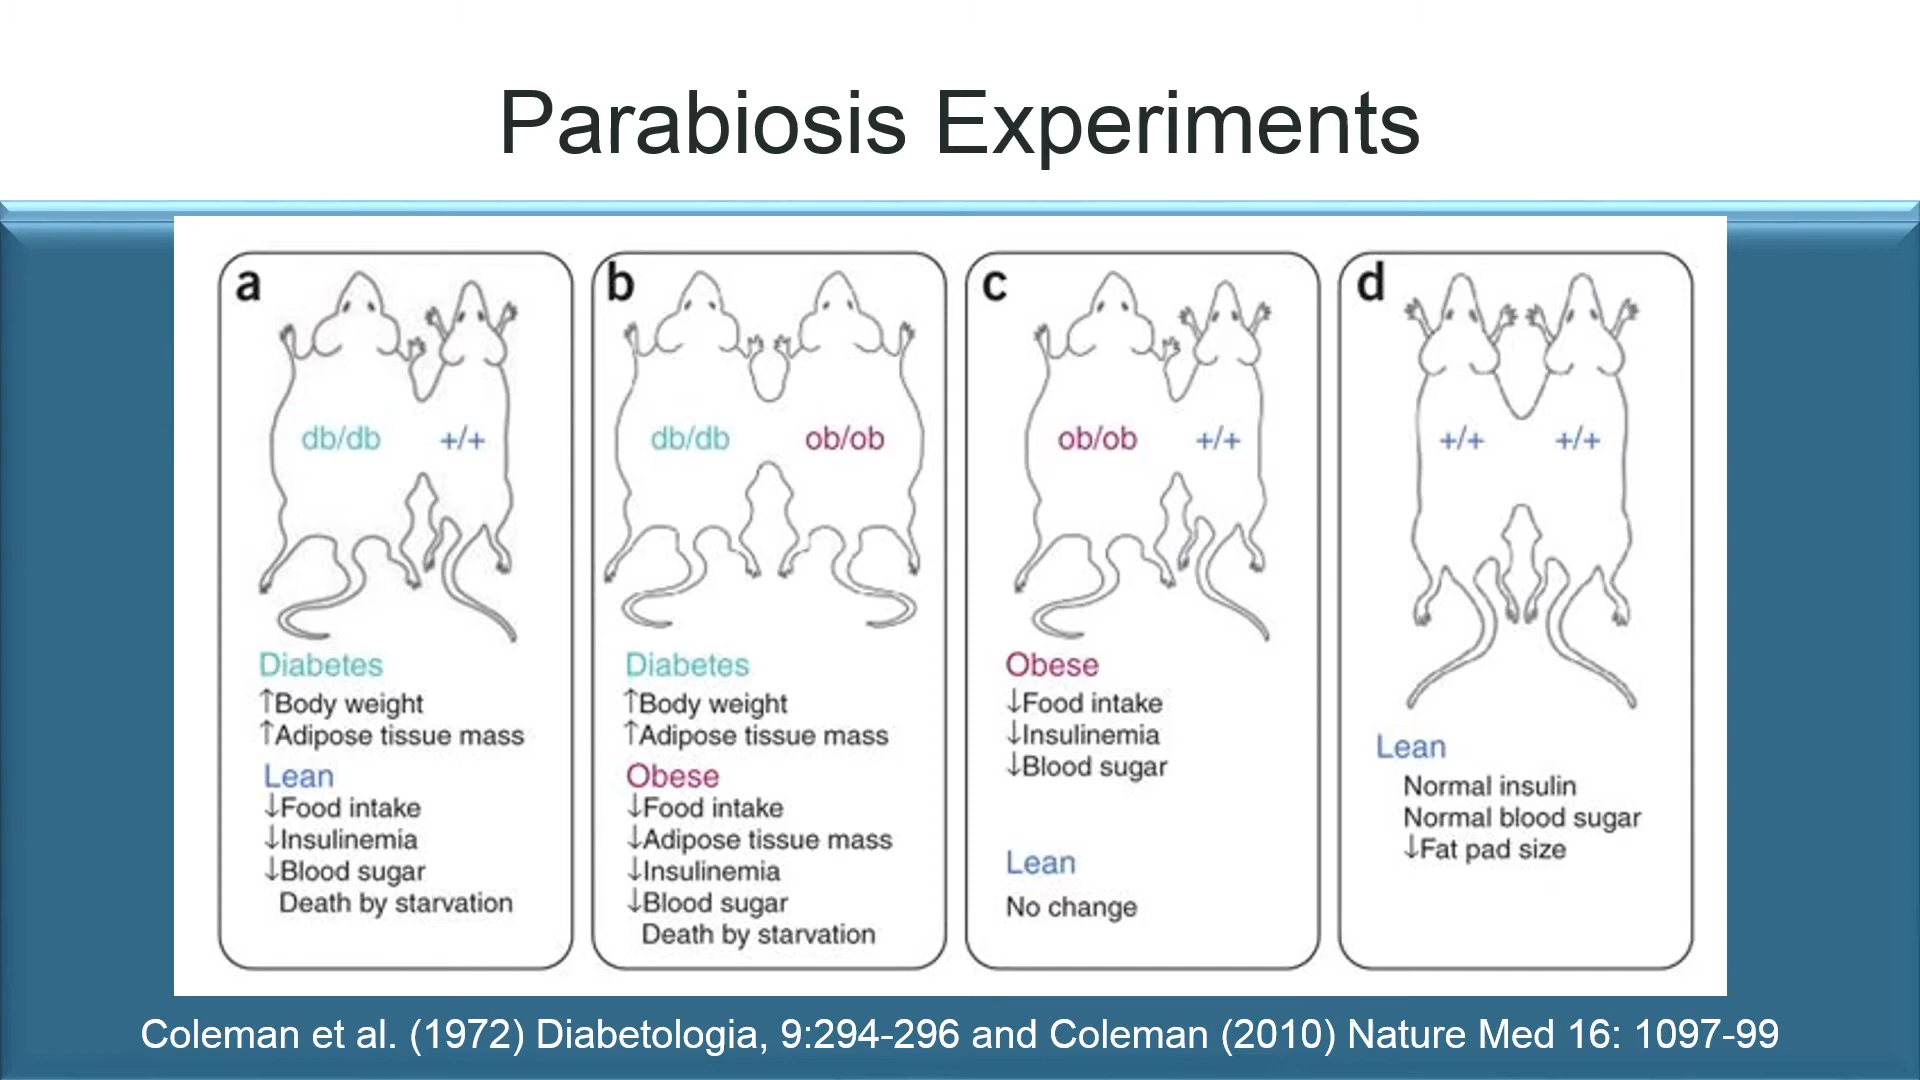 Parabiosis Experiments
a
db/db +/+
Diabetes
↑Body weight
↑Adipose tissue mass
Lean
↓Food intake
↓Insulinemia
↓Blood sugar
Death by starvation
b
db/db ob/ob
Diabetes
↑Body weight
↑Adipose tissue mass
Obese
↓Food intake
↓Adipose tissue mass
↓Insulinemia
↓Blood sugar
Death by starvation
c
ob/ob +/+
Obese
↓Food intake
↓Insulinemia
↓Blood sugar
Lean
No change
d
+/+ +/+
Lean
Normal insulin
Normal blood sugar
↓Fat pad size
Coleman et al. (1972) Diabetologia, 9:294-296 and Coleman (2010) Nature Med 16: 1097-99